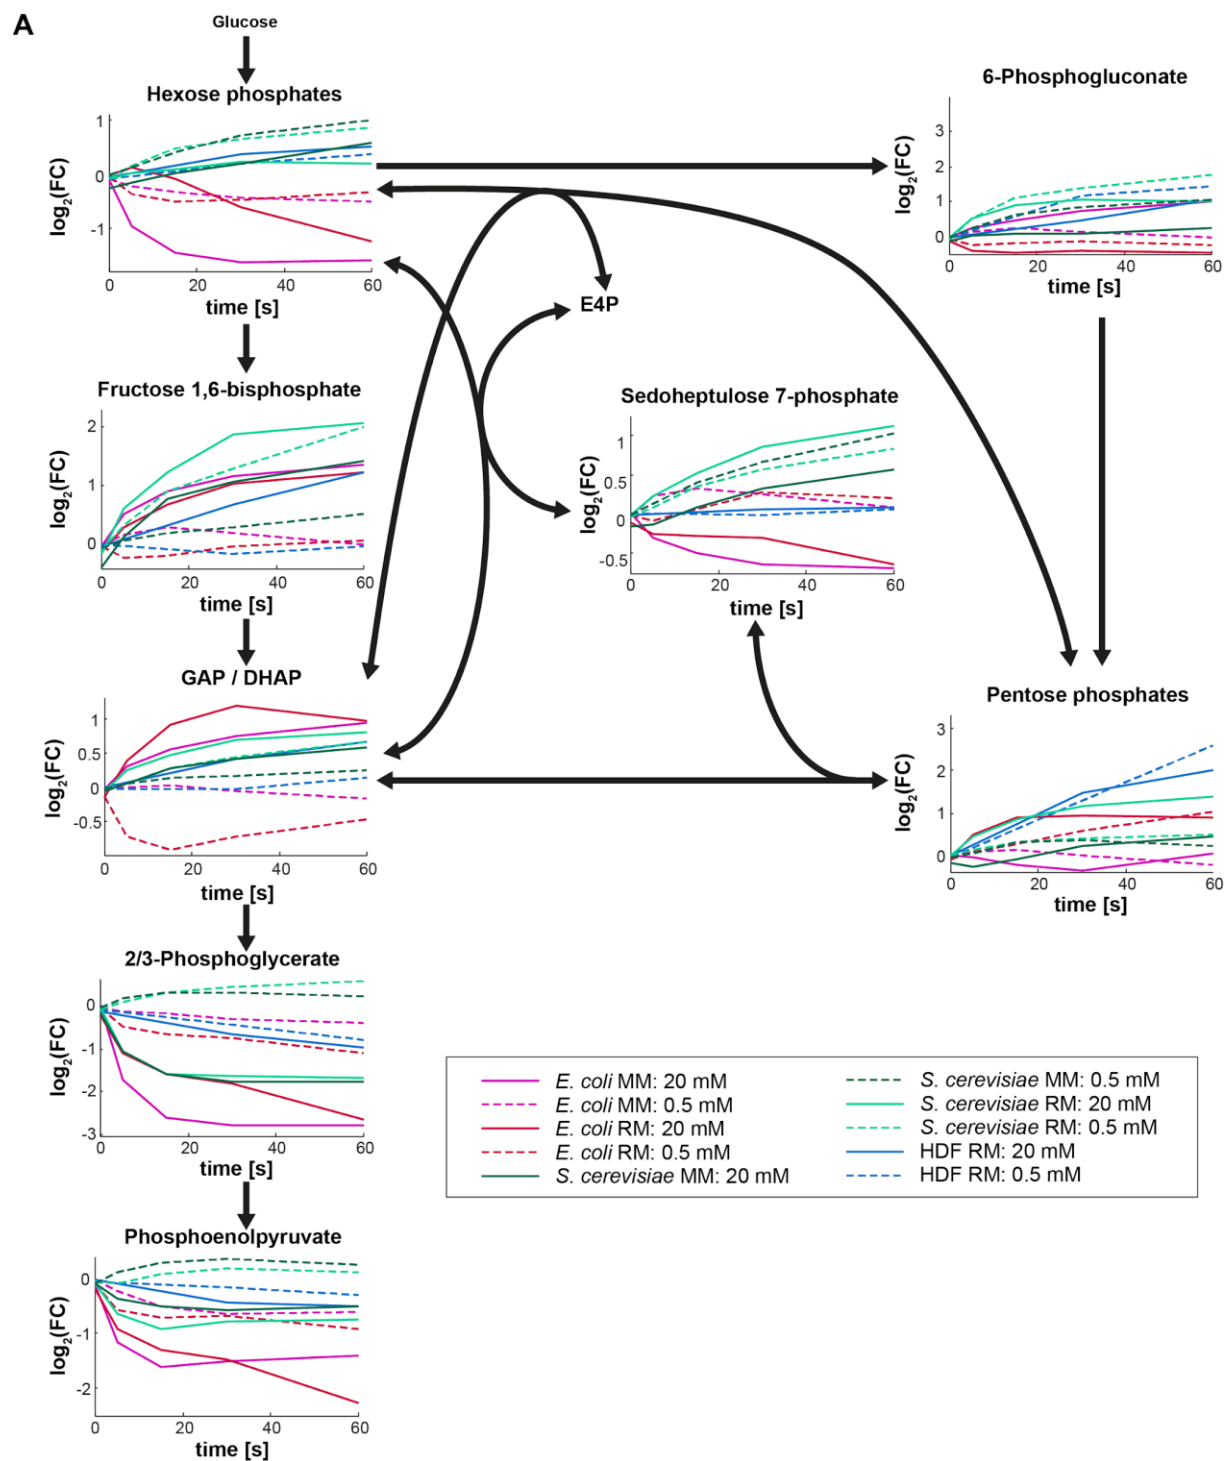 A
Glucose
Hexose phosphates
log2(FC)
1
0
-1
0
20
40
60
time [s]
6-Phosphogluconate
log2(FC)
3
2
1
0
0
20
40
60
time [s]
E4P
Fructose 1,6-bisphosphate
log2(FC)
2
1
0
0
20
40
60
time [s]
Sedoheptulose 7-phosphate
log2(FC)
1
0.5
0
-0.5
0
20
40
60
time [s]
GAP / DHAP
log2(FC)
1
0.5
0
-0.5
0
20
40
60
time [s]
Pentose phosphates
log2(FC)
3
2
1
0
0
20
40
60
time [s]
2/3-Phosphoglycerate
log2(FC)
0
-1
-2
-3
0
20
40
60
time [s]
E. coli MM: 20 mM
E. coli MM: 0.5 mM
E. coli RM: 20 mM
E. coli RM: 0.5 mM
S. cerevisiae MM: 20 mM
S. cerevisiae MM: 0.5 mM
S. cerevisiae RM: 20 mM
S. cerevisiae RM: 0.5 mM
HDF RM: 20 mM
HDF RM: 0.5 mM
Phosphoenolpyruvate
log2(FC)
0
-1
-2
0
20
40
60
time [s]